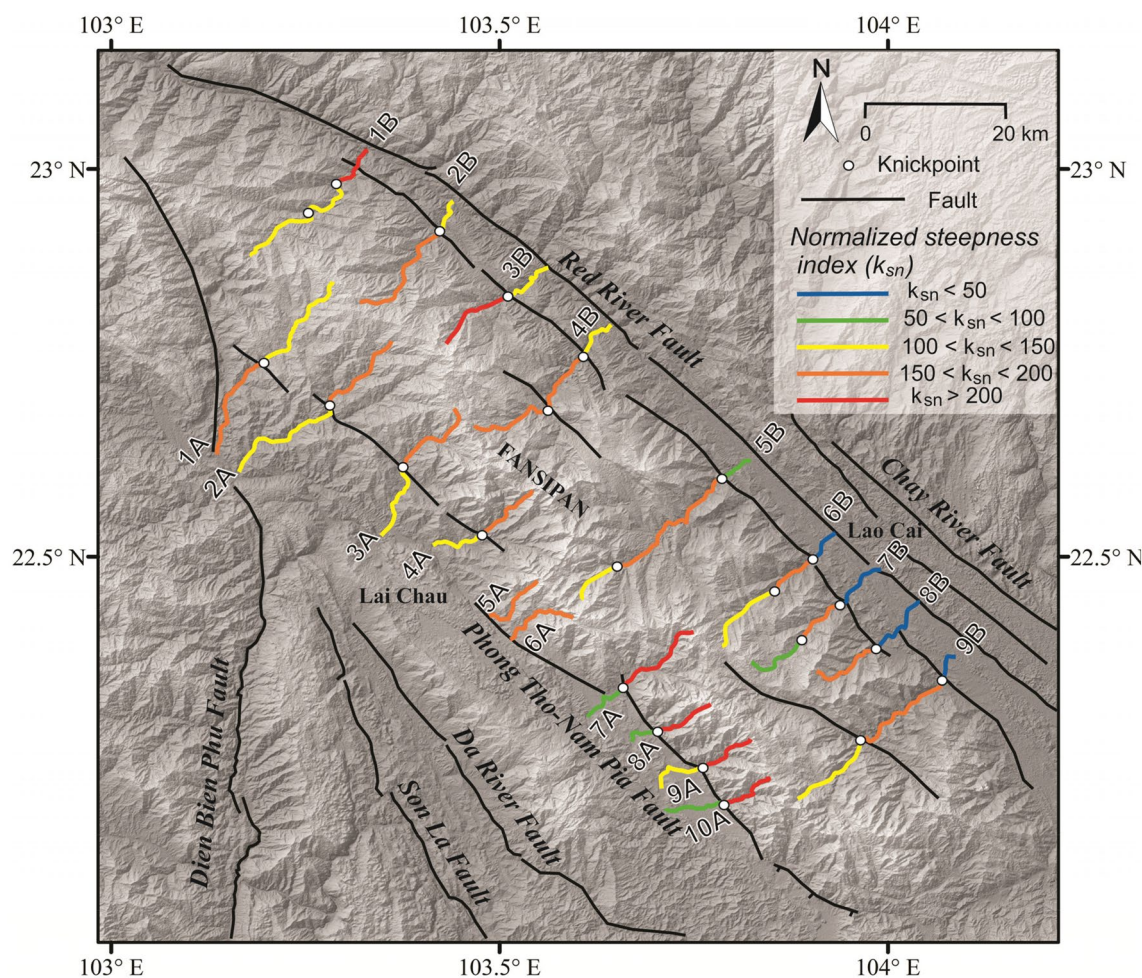 103° E
103.5° E
104° E
N
0
20 km
Knickpoint
Fault
Normalized steepness
index (ksn)
ksn < 50
50 < ksn < 100
100 < ksn < 150
150 < ksn < 200
ksn > 200
23° N
23° N
1B
2B
3B
Red River Fault
4B
1A
2A
FANSIPAN
5B
Chay River Fault
6B
Lao Cai
22.5° N
22.5° N
3A
4A
7B
Lai Chau
5A
6A
8B
9B
Phong Tho-Nam Pia Fault
7A
8A
9A
10A
Dien Bien Phu Fault
Son La Fault
Da River Fault
103° E
103.5° E
104° E